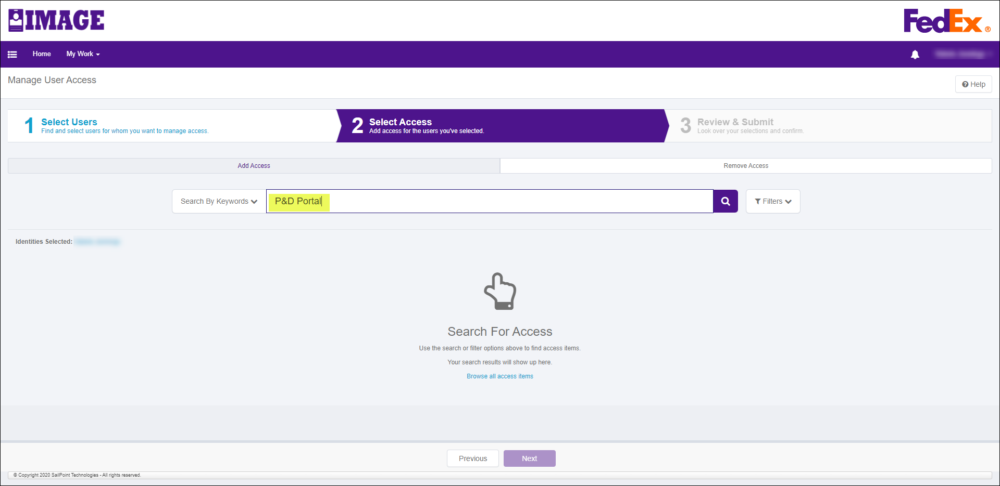 IMAGE
FedEx ®
Home
My Work
Manage User Access
Help
1
Select Users
Find and select users for whom you want to manage access.
2
Select Access
Add access for the users you've selected.
3
Review & Submit
Look over your selections and confirm.
Add Access
Remove Access
Search By Keywords
P&D Portal
Filters
Identities Selected:
Search For Access
Use the search or filter options above to find access items.
Your search results will show up here.
Browse all access items
Previous
Next
© Copyright 2020 SailPoint Technologies - All rights reserved.